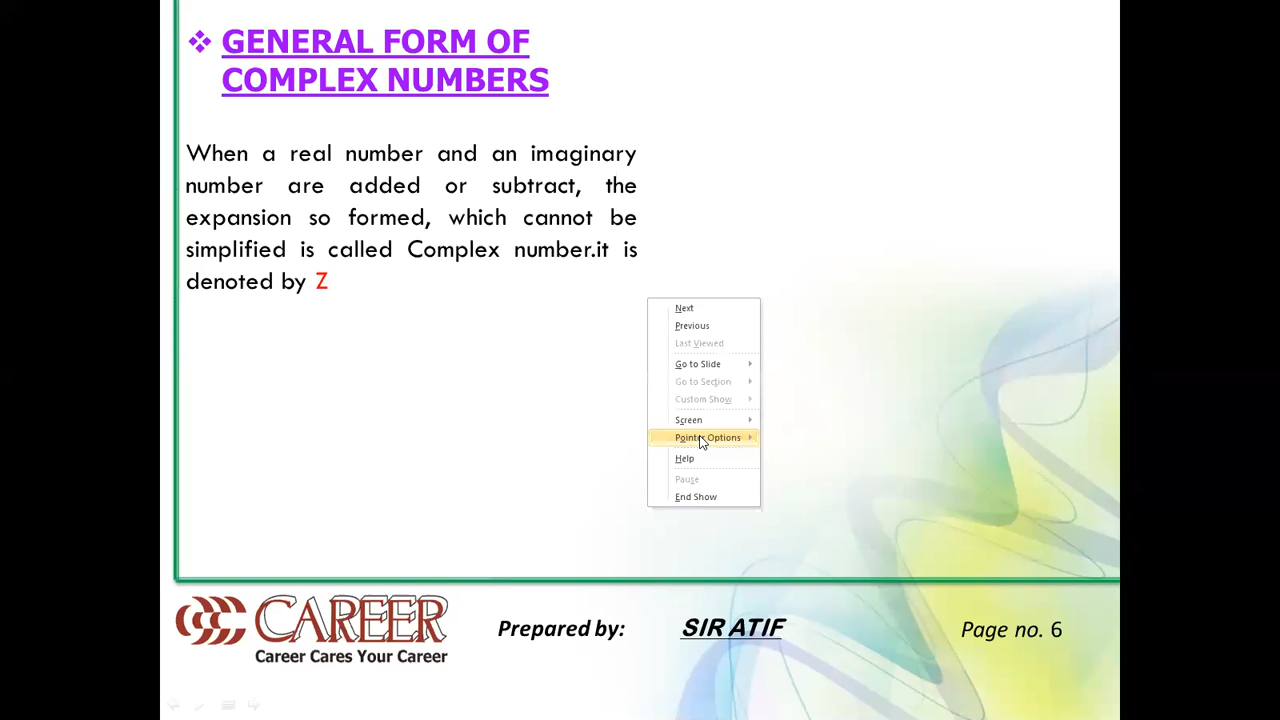 ❖ GENERAL FORM OF
COMPLEX NUMBERS
When a real number and an imaginary
number are added or subtract, the
expansion so formed, which cannot be
simplified is called Complex number.it is
denoted by Z
Next
Previous
Last Viewed
Go to Slide
Go to Section
Custom Show
Screen
Pointer Options
Help
Pause
End Show
CAREER
Career Cares Your Career
Prepared by: SIR ATIF
Page no. 6